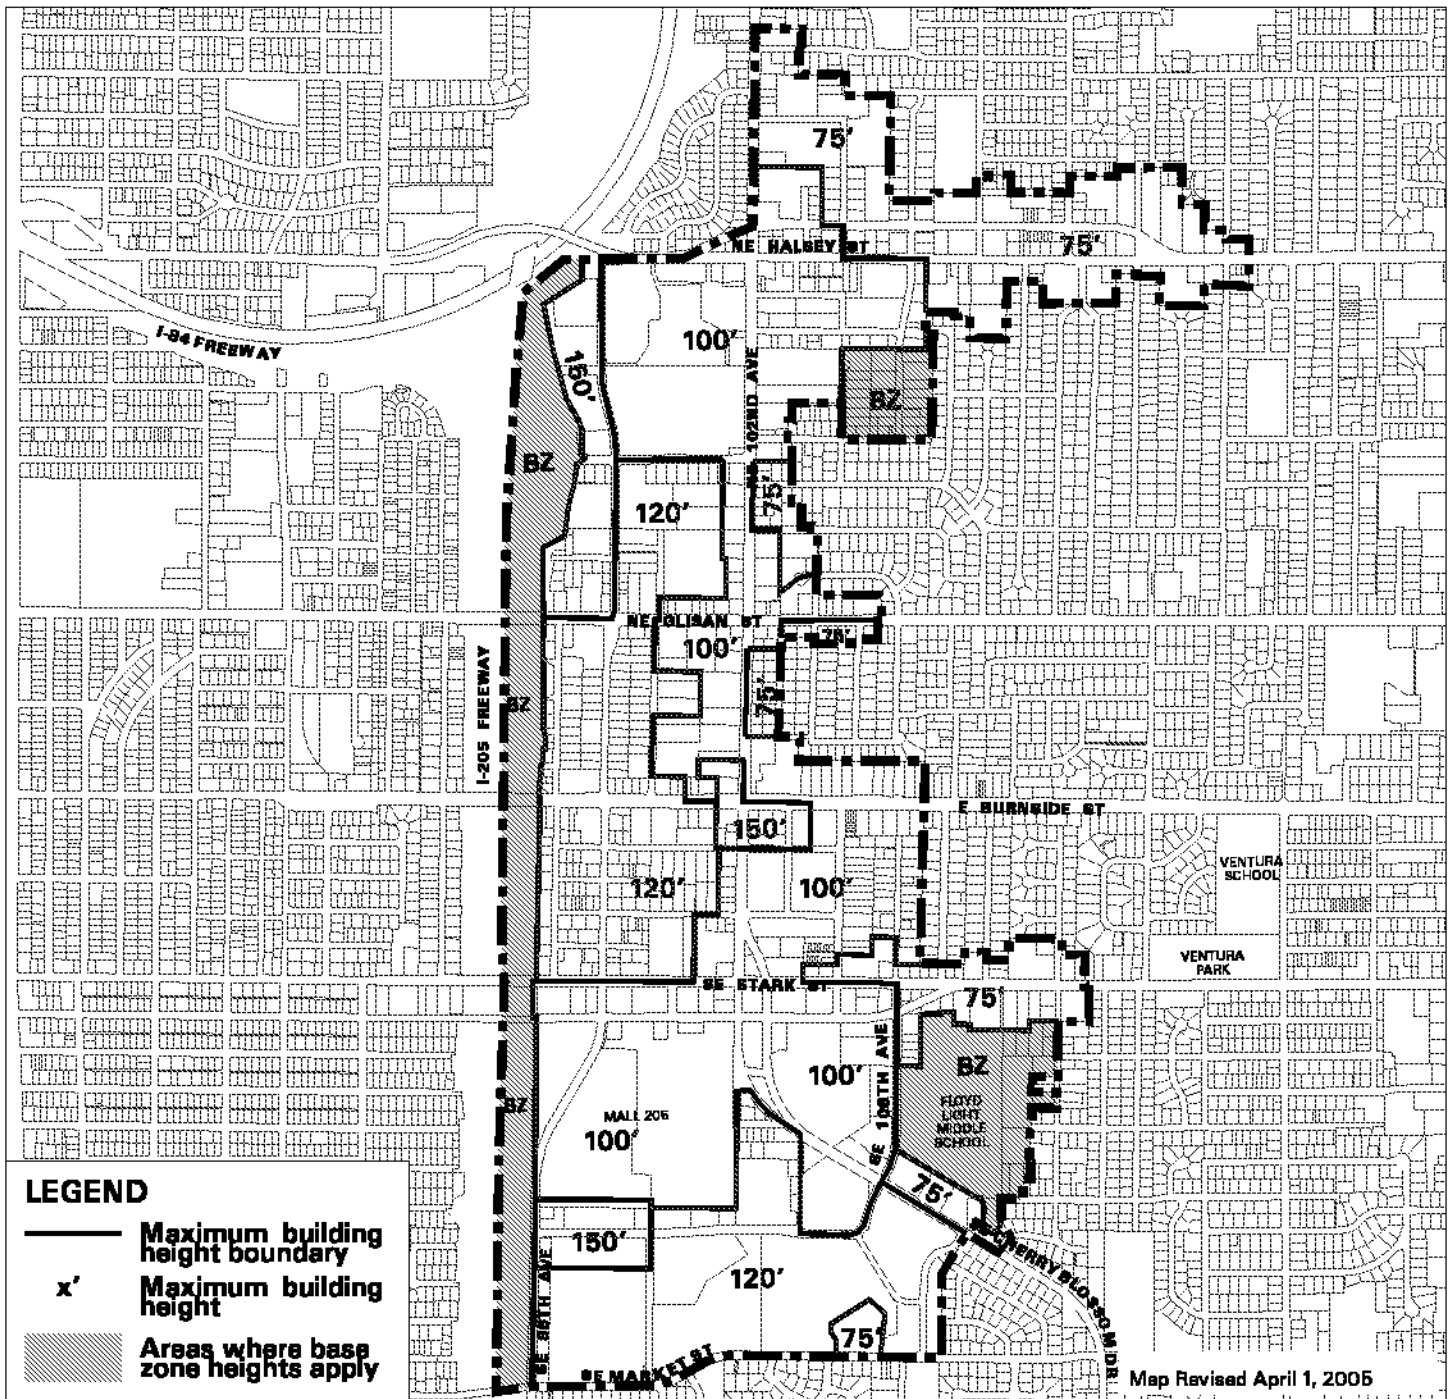 75'
NE HALSEY ST
75'
I-84 FREEWAY
100'
150'
NE 102ND AVE
BZ
BZ
75'
120'
NE GLISAN ST
75'
100'
I-205 FREEWAY
75'
BZ
E BURNSIDE ST
150'
VENTURA
SCHOOL
120'
100'
VENTURA
PARK
SE STARK ST
75'
SE 106TH AVE
100'
BZ
BZ
FLOYD
LIGHT
MIDDLE
SCHOOL
MALL 205
100'
75'
150'
CHERRY BLOSSOM DR
120'
SE 96TH AVE
75'
SE MARKET ST
LEGEND
Maximum building
height boundary
x'
Maximum building
height
Areas where base
zone heights apply
Map Revised April 1, 2005